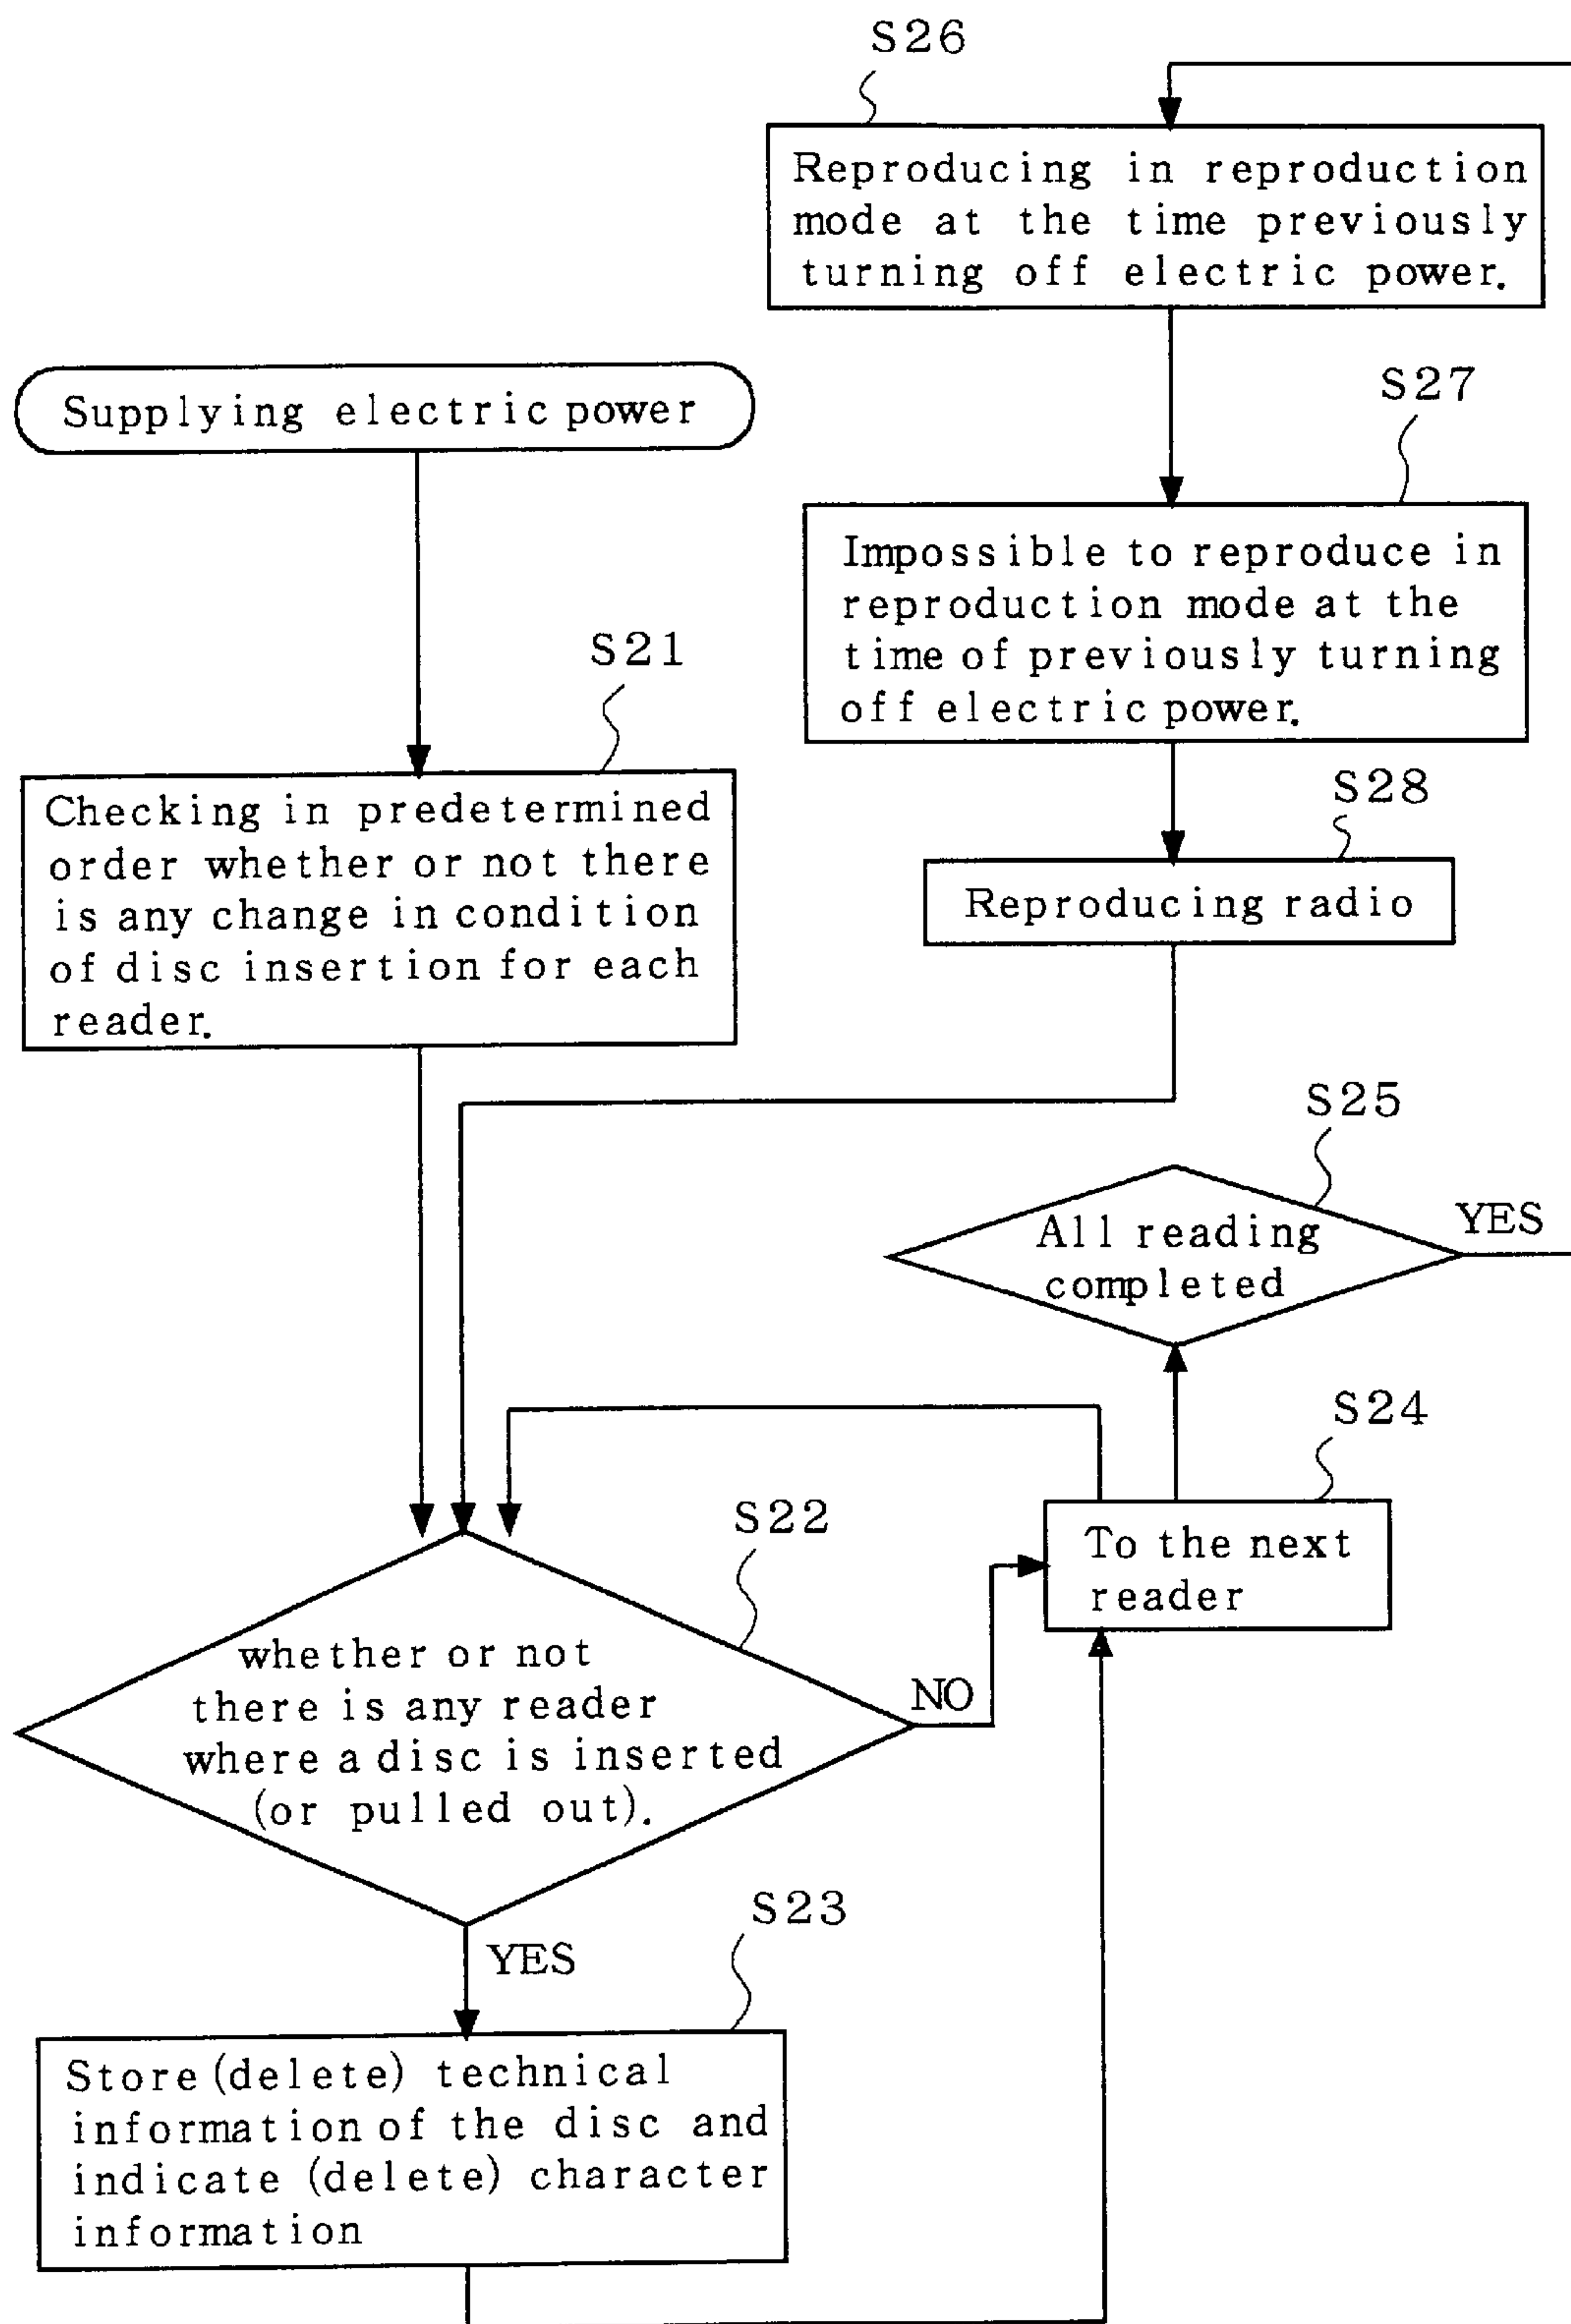 S26
Reproducing in reproduction
mode at the time previously
turning off electric power.
Supplying electric power
S27
Impossible to reproduce in
reproduction mode at the
time of previously turning
off electric power.
S21
Checking in predetermined
order whether or not there
is any change in condition
of disc insertion for each
reader.
S28
Reproducing radio
S25
All reading
completed
YES
S24
To the next
reader
S22
whether or not
there is any reader
where a disc is inserted
(or pulled out).
NO
YES
S23
Store (delete) technical
information of the disc and
indicate (delete) character
information